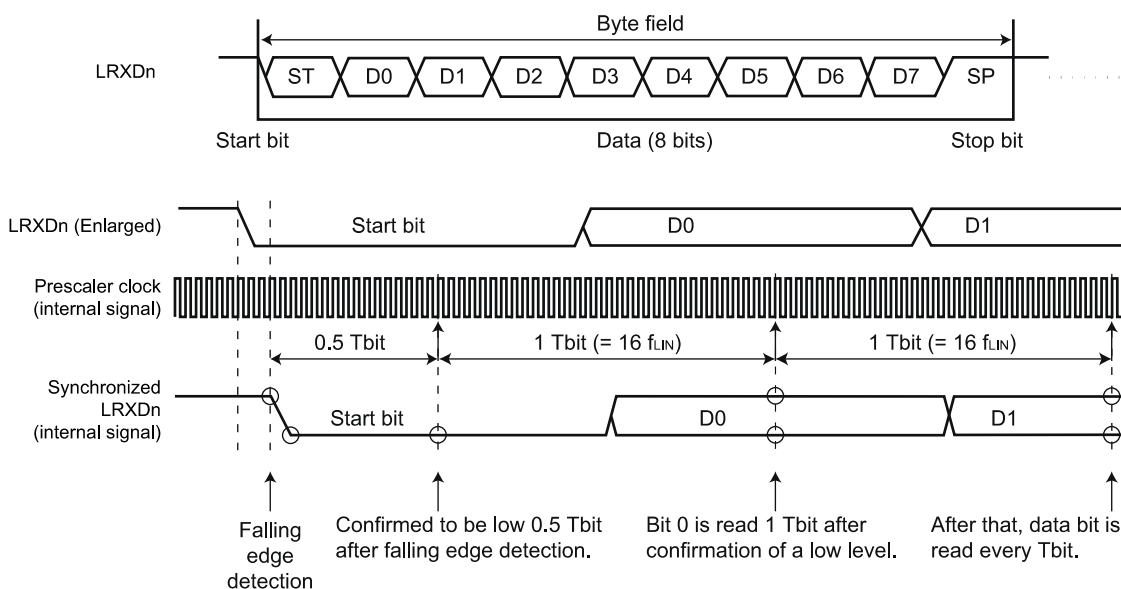 Byte field
LRXDn
ST D0 D1 D2 D3 D4 D5 D6 D7 SP
Start bit Data (8 bits) Stop bit
LRXDn (Enlarged)
Start bit D0 D1
Prescaler clock
(internal signal)
0.5 Tbit 1 Tbit (= 16 fLIN) 1 Tbit (= 16 fLIN)
Synchronized
LRXDn
(internal signal)
Start bit D0 D1
Falling
edge
detection
Confirmed to be low 0.5 Tbit
after falling edge detection.
Bit 0 is read 1 Tbit after
confirmation of a low level.
After that, data bit is
read every Tbit.